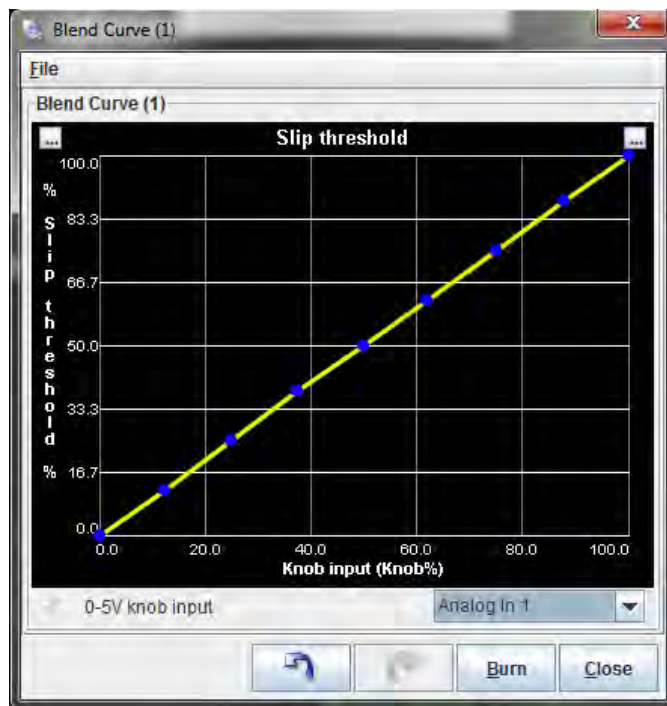 Blend Curve (1)
x
File
Blend Curve (1)
...
Slip threshold
...
% Slip threshold %
100.0
83.3
66.7
50.0
33.3
16.7
0.0
0.0 20.0 40.0 60.0 80.0 100.0
Knob input (Knob%)
0-5V knob input
Analog In 1
Burn
Close